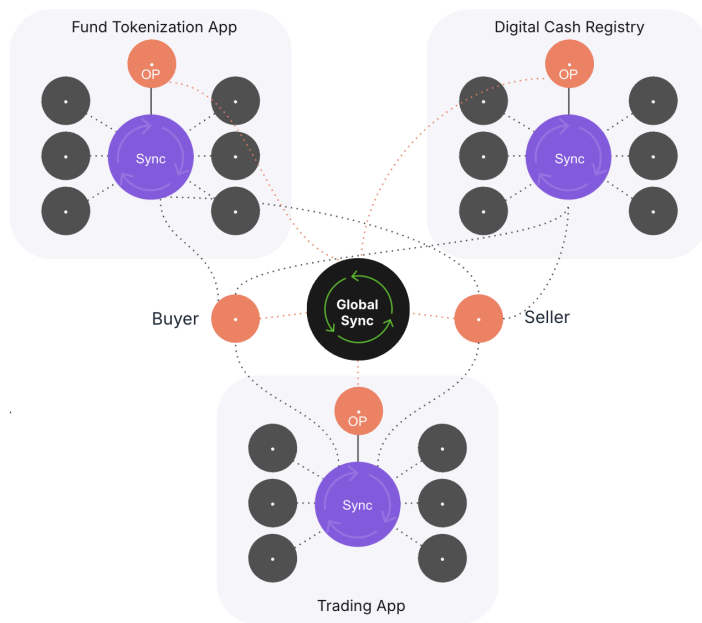 Fund Tokenization App
Digital Cash Registry
OP
OP
Sync
Sync
Buyer
Global
Sync
Seller
OP
Sync
Trading App